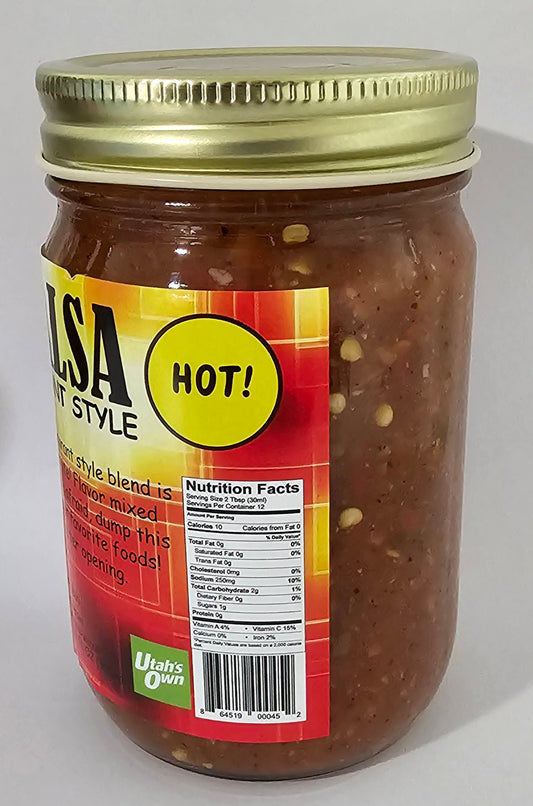 LSA
NT STYLE
HOT!
style blend is
Flavor mixed
afraid, dump this
favorite foods!
opening.
Nutrition Facts
Serving Size 2 Tbsp (30ml)
Servings Per Container 12
Amount Per Serving
Calories 10 Calories from Fat 0
% Daily Value*
Total Fat 0g 0%
Saturated Fat 0g 0%
Trans Fat 0g
Cholesterol 0mg 0%
Sodium 250mg 10%
Total Carbohydrate 2g 1%
Dietary Fiber 0g 0%
Sugars 1g
Protein 0g
Vitamin A 4% • Vitamin C 15%
Calcium 0% • Iron 2%
*Percent Daily Values are based on a 2,000 calorie
diet.
Utah's
Own
8 64519 00045 2